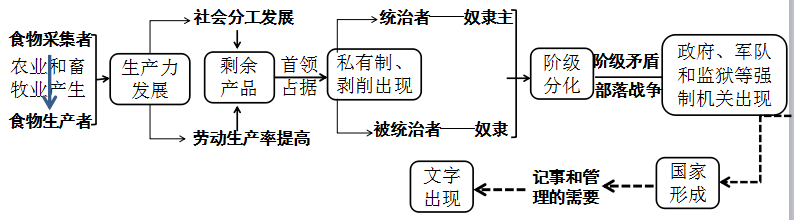 食物采集者
农业和畜
牧业产生
食物生产者
生产力
发展
社会分工发展
劳动生产率提高
剩余
产品
首领
占据
私有制、
剥削出现
统治者——奴隶主
被统治者——奴隶
阶级
分化
阶级矛盾
部落战争
政府、军队
和监狱等强
制机关出现
国家
形成
记事和管
理的需要
文字
出现